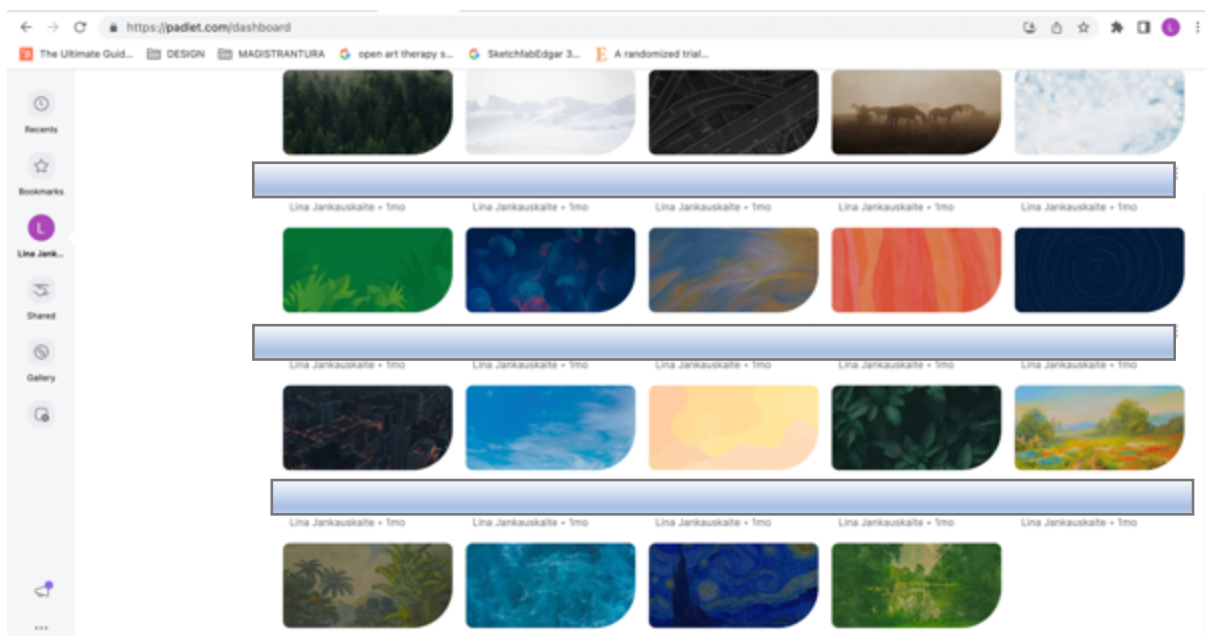 https://padlet.com/dashboard
L
The Ultimate Guid... DESIGN MAGISTRANTURA open art therapy s... SketchfabEdgar 3... A randomized trial...
Recents
Bookmarks
L
Lina Jank...
Shared
Gallery
Lina Jankauskaite • 1mo Lina Jankauskaite • 1mo Lina Jankauskaite • 1mo Lina Jankauskaite • 1mo Lina Jankauskaite • 1mo
Lina Jankauskaite • 1mo Lina Jankauskaite • 1mo Lina Jankauskaite • 1mo Lina Jankauskaite • 1mo Lina Jankauskaite • 1mo
Lina Jankauskaite • 1mo Lina Jankauskaite • 1mo Lina Jankauskaite • 1mo Lina Jankauskaite • 1mo Lina Jankauskaite • 1mo